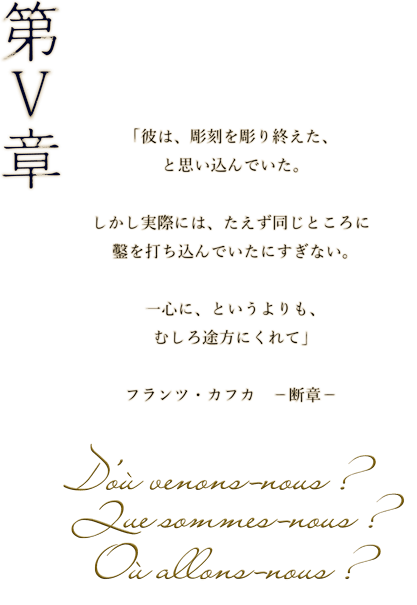 第Ⅴ章
「彼は、彫刻を彫り終えた、
と思い込んでいた。
しかし実際には、たえず同じところに
鑿を打ち込んでいたにすぎない。
一心に、というよりも、
むしろ途方にくれて」
フランツ・カフカ　－断章－
D'où venons-nous ?
Que sommes-nous ?
Où allons-nous ?